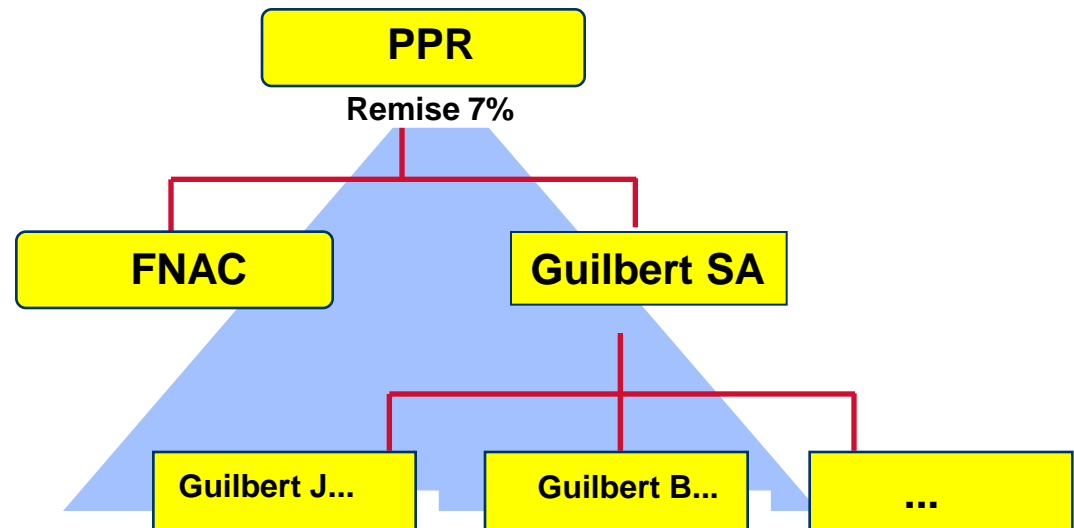 PPR
Remise 7%
FNAC
Guilbert SA
Guilbert J...
Guilbert B...
...